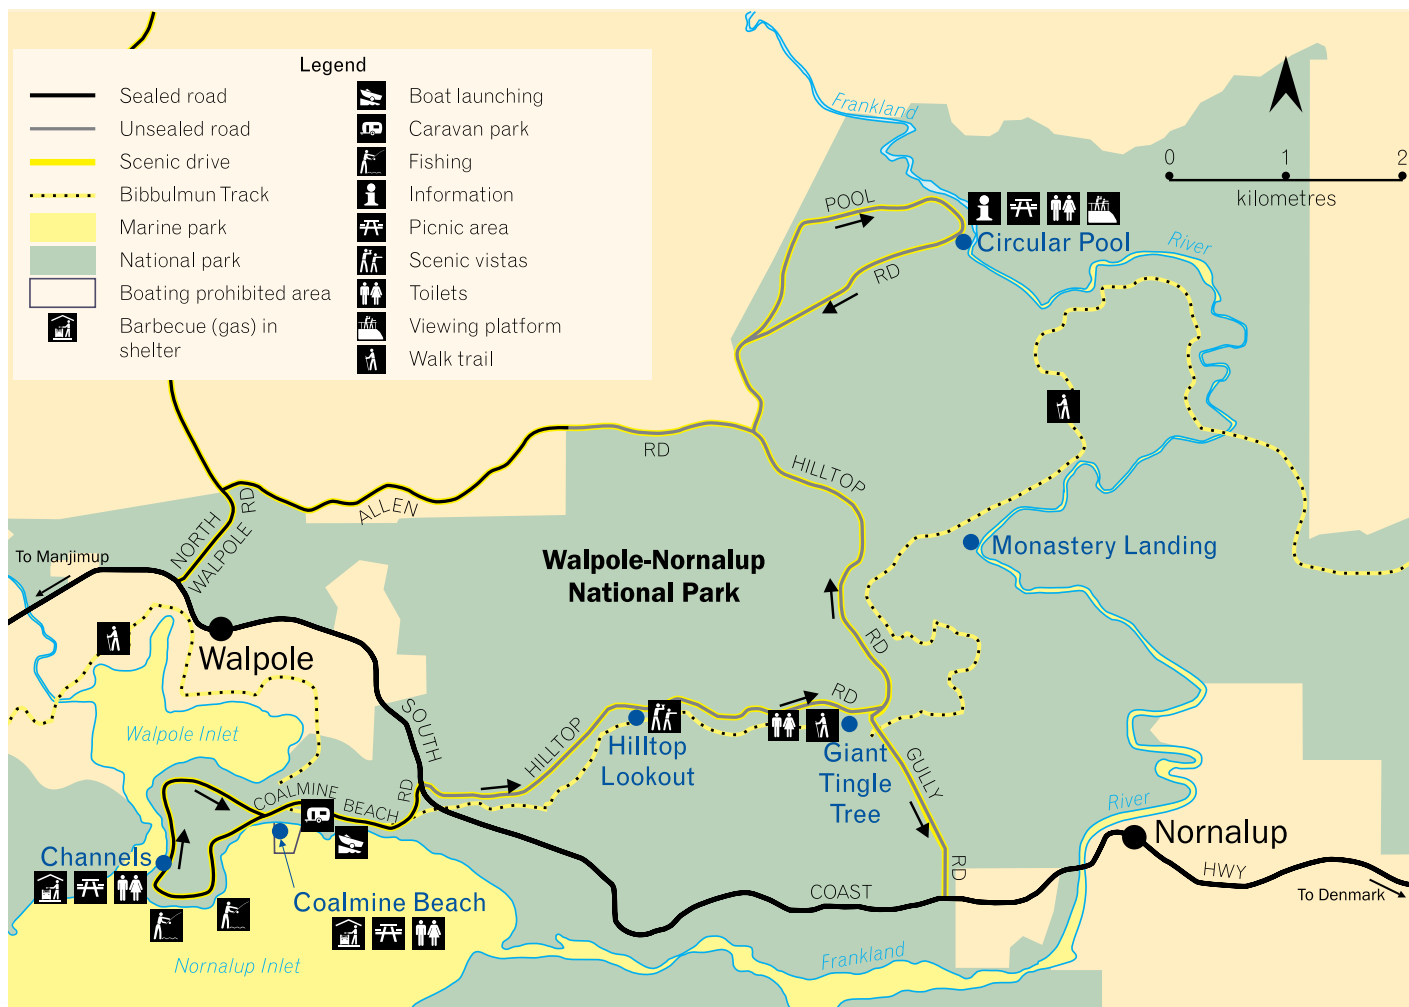 Legend
Sealed road
Unsealed road
Scenic drive
Bibbulmun Track
Marine park
National park
Boating prohibited area
Barbecue (gas) in
shelter
Boat launching
Caravan park
Fishing
Information
Picnic area
Scenic vistas
Toilets
Viewing platform
Walk trail
0 1 2
kilometres
Frankland
River
POOL
RD
Circular Pool
RD
HILLTOP
ALLEN
RD
NORTH
WALPOLE
To Manjimup
Walpole-Nornalup
National Park
Monastery Landing
Walpole
RD
RD
SOUTH
HILLTOP
Hilltop
Lookout
Giant
Tingle
Tree
GULLY
RD
Walpole Inlet
COALMINE
BEACH
RD
Channels
Coalmine Beach
Nornalup Inlet
COAST
River
Nornalup
HWY
To Denmark
Frankland